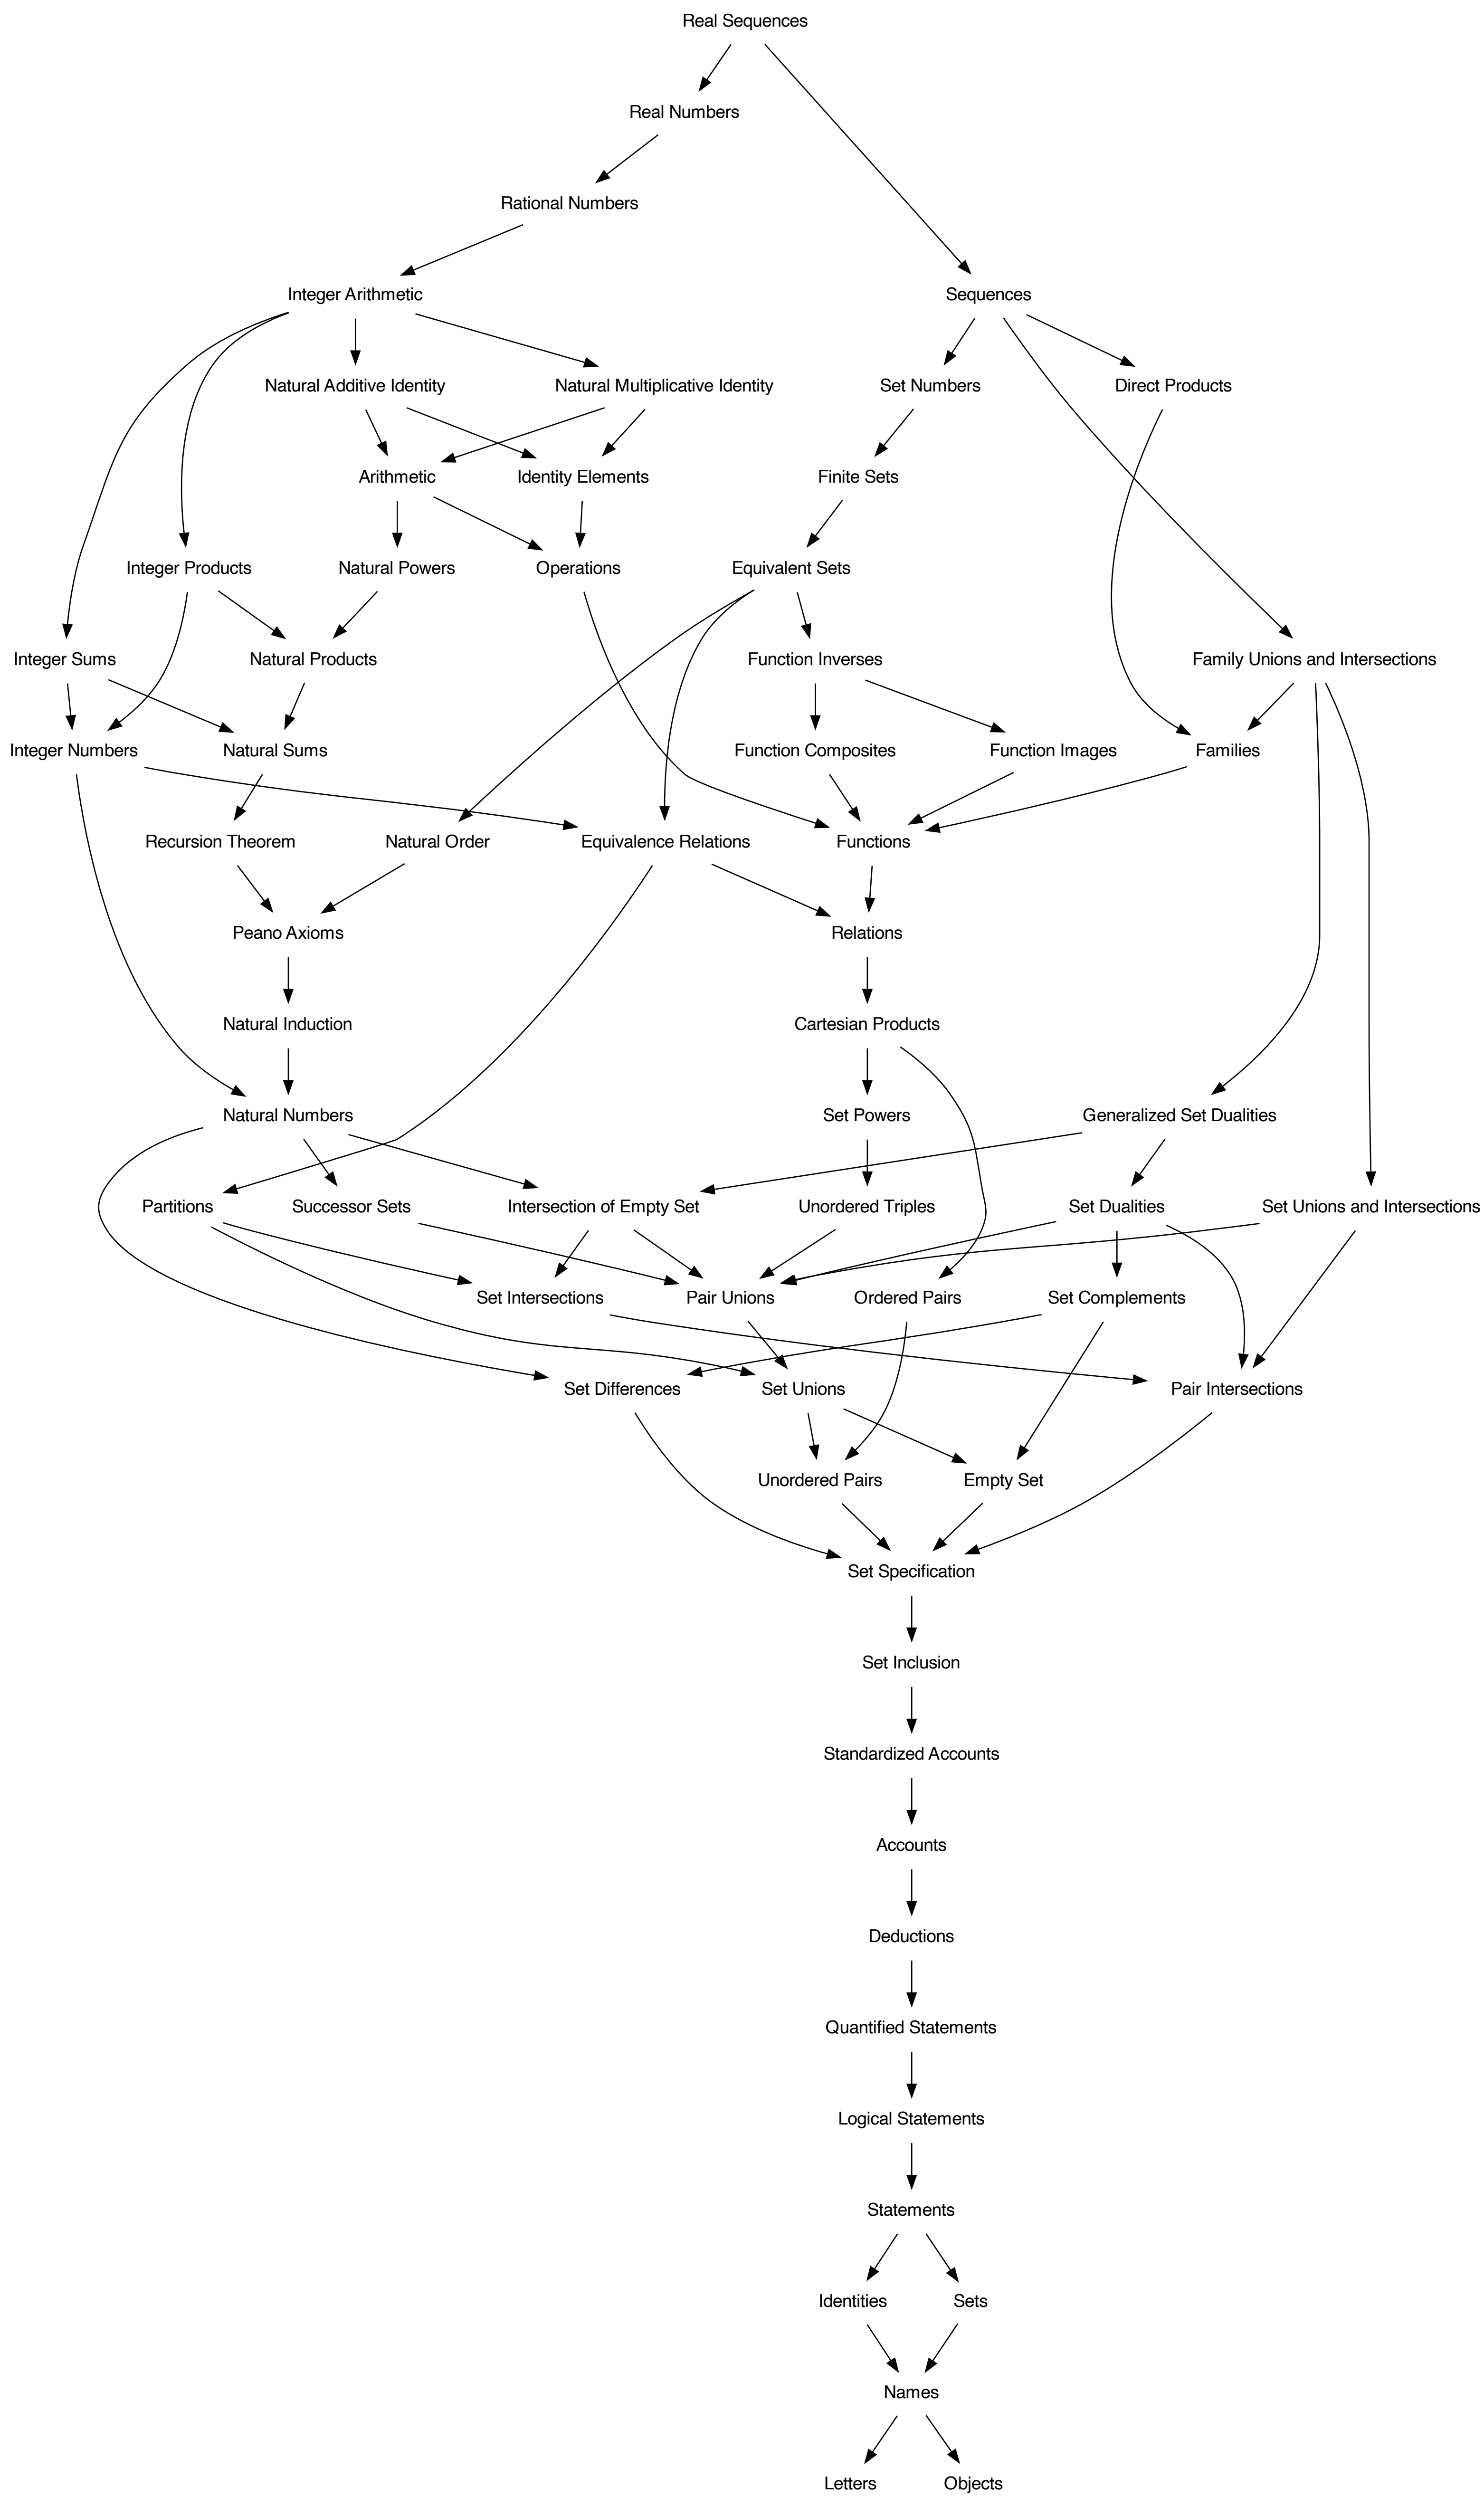 Real Sequences
Real Numbers
Rational Numbers
Integer Arithmetic
Sequences
Natural Additive Identity
Natural Multiplicative Identity
Set Numbers
Direct Products
Arithmetic
Identity Elements
Finite Sets
Integer Products
Natural Powers
Operations
Equivalent Sets
Integer Sums
Natural Products
Function Inverses
Family Unions and Intersections
Integer Numbers
Natural Sums
Function Composites
Function Images
Families
Recursion Theorem
Natural Order
Equivalence Relations
Functions
Peano Axioms
Relations
Natural Induction
Cartesian Products
Natural Numbers
Set Powers
Generalized Set Dualities
Partitions
Successor Sets
Intersection of Empty Set
Unordered Triples
Set Dualities
Set Unions and Intersections
Set Intersections
Pair Unions
Ordered Pairs
Set Complements
Set Differences
Set Unions
Pair Intersections
Unordered Pairs
Empty Set
Set Specification
Set Inclusion
Standardized Accounts
Accounts
Deductions
Quantified Statements
Logical Statements
Statements
Identities
Sets
Names
Letters
Objects